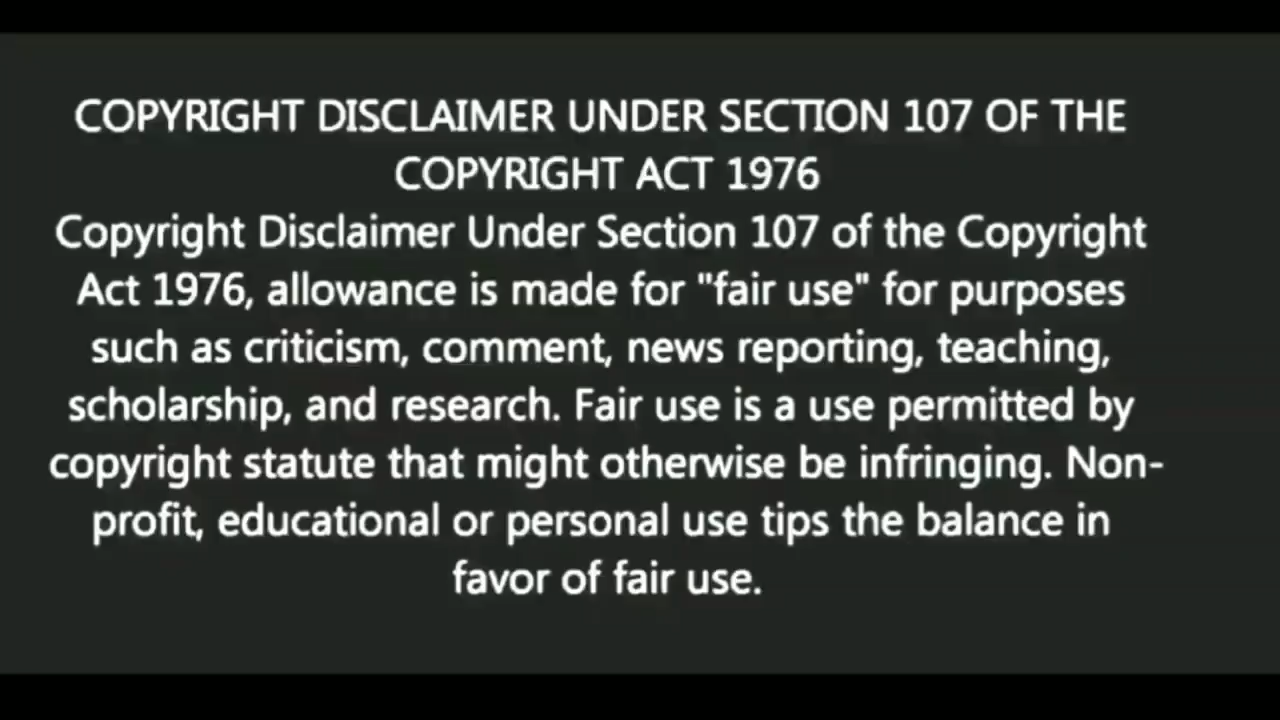 COPYRIGHT DISCLAIMER UNDER SECTION 107 OF THE
COPYRIGHT ACT 1976
Copyright Disclaimer Under Section 107 of the Copyright
Act 1976, allowance is made for "fair use" for purposes
such as criticism, comment, news reporting, teaching,
scholarship, and research. Fair use is a use permitted by
copyright statute that might otherwise be infringing. Non-
profit, educational or personal use tips the balance in
favor of fair use.